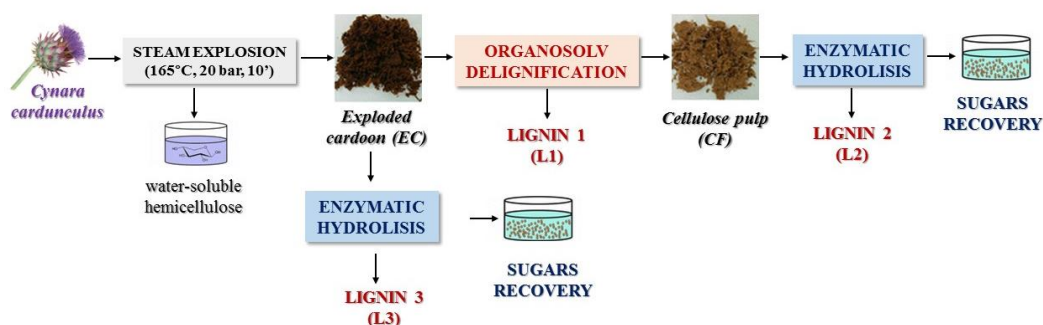 STEAM EXPLOSION
(165°C, 20 bar, 10’)
ORGANOSOLV
DELIGNIFICATION
ENZYMATIC
HYDROLISIS
Cynara
cardunculus
Exploded
cardoon (EC)
Cellulose pulp
(CF)
SUGARS
RECOVERY
LIGNIN 1
(L1)
LIGNIN 2
(L2)
water-soluble
hemicellulose
ENZYMATIC
HYDROLISIS
SUGARS
RECOVERY
LIGNIN 3
(L3)